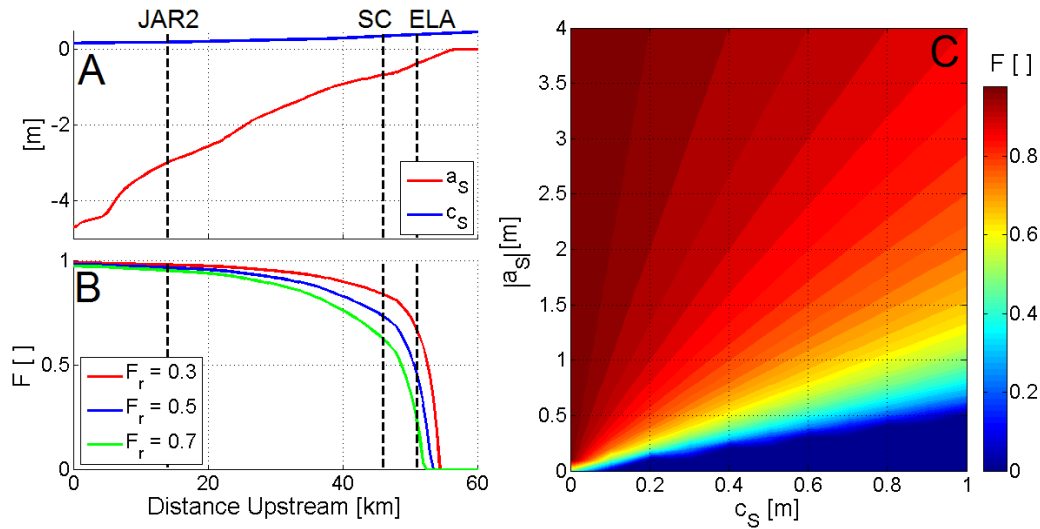 JAR2
SC
ELA
A
0
-2
-4
[m]
a_S
c_S
B
1
0.5
0
F [ ]
F_r = 0.3
F_r = 0.5
F_r = 0.7
0
20
40
60
Distance Upstream [km]
C
4
3.5
3
2.5
2
1.5
1
0.5
0
|a_S|[m]
0
0.2
0.4
0.6
0.8
1
c_S [m]
F [ ]
0.8
0.6
0.4
0.2
0